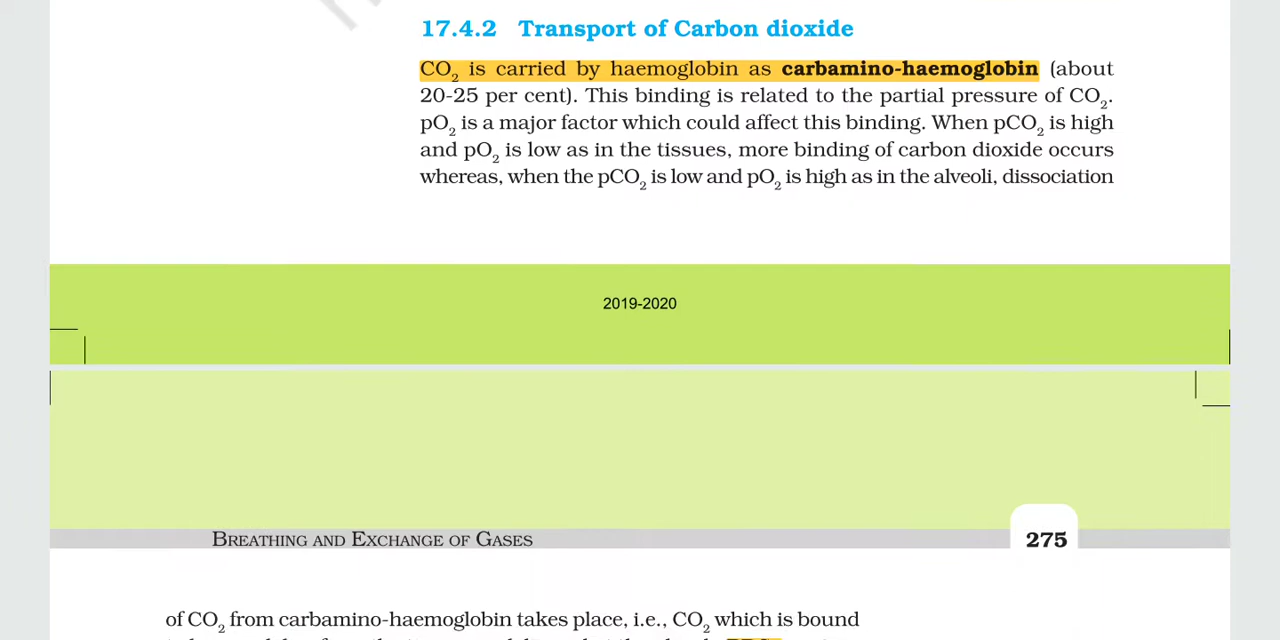 17.4.2 Transport of Carbon dioxide
CO₂ is carried by haemoglobin as carbamino-haemoglobin (about
20-25 per cent). This binding is related to the partial pressure of CO₂.
pO₂ is a major factor which could affect this binding. When pCO₂ is high
and pO₂ is low as in the tissues, more binding of carbon dioxide occurs
whereas, when the pCO₂ is low and pO₂ is high as in the alveoli, dissociation
2019-2020
BREATHING AND EXCHANGE OF GASES
275
of CO₂ from carbamino-haemoglobin takes place, i.e., CO₂ which is bound